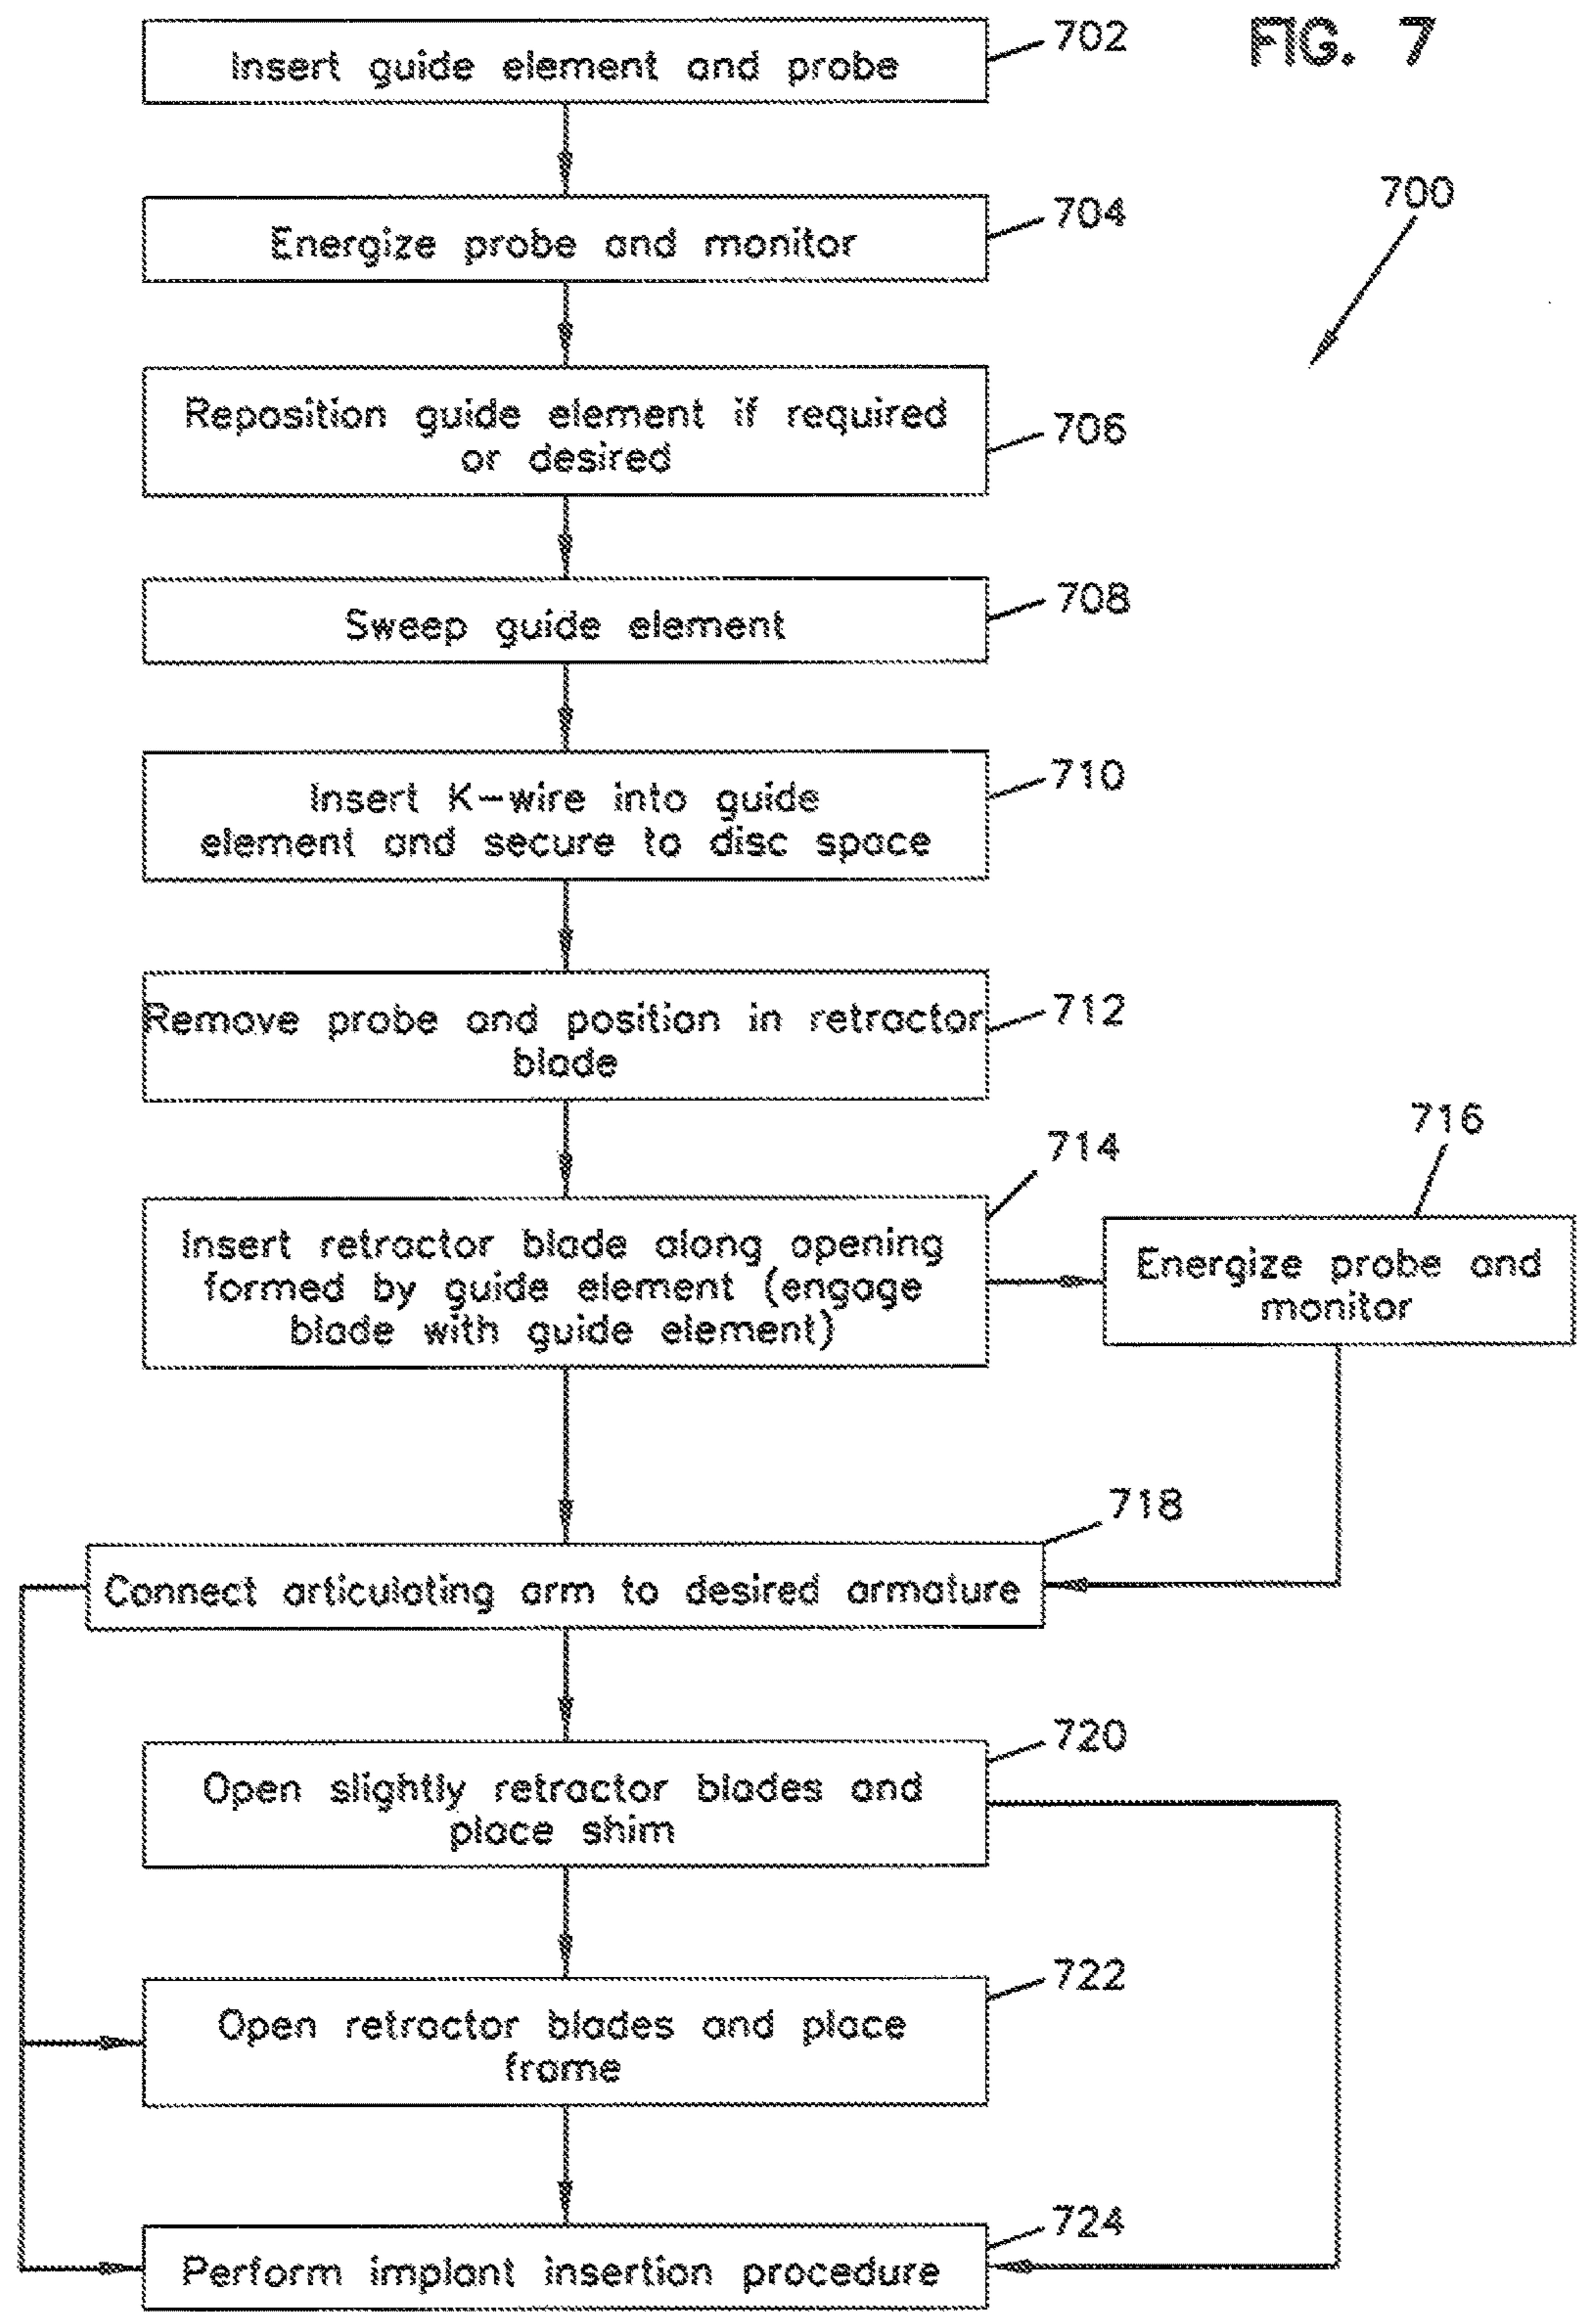 FIG. 7
700
Insert guide element and probe
702
Energize probe and monitor
704
Reposition guide element if required
or desired
706
Sweep guide element
708
Insert K-wire into guide
element and secure to disc space
710
Remove probe and position in retractor
blade
712
Insert retractor blade along opening
formed by guide element (engage
blade with guide element)
714
716
Energize probe and
monitor
718
Connect articulating arm to desired armature
720
Open slightly retractor blades and
place shim
722
Open retractor blades and place
frame
724
Perform implant insertion procedure